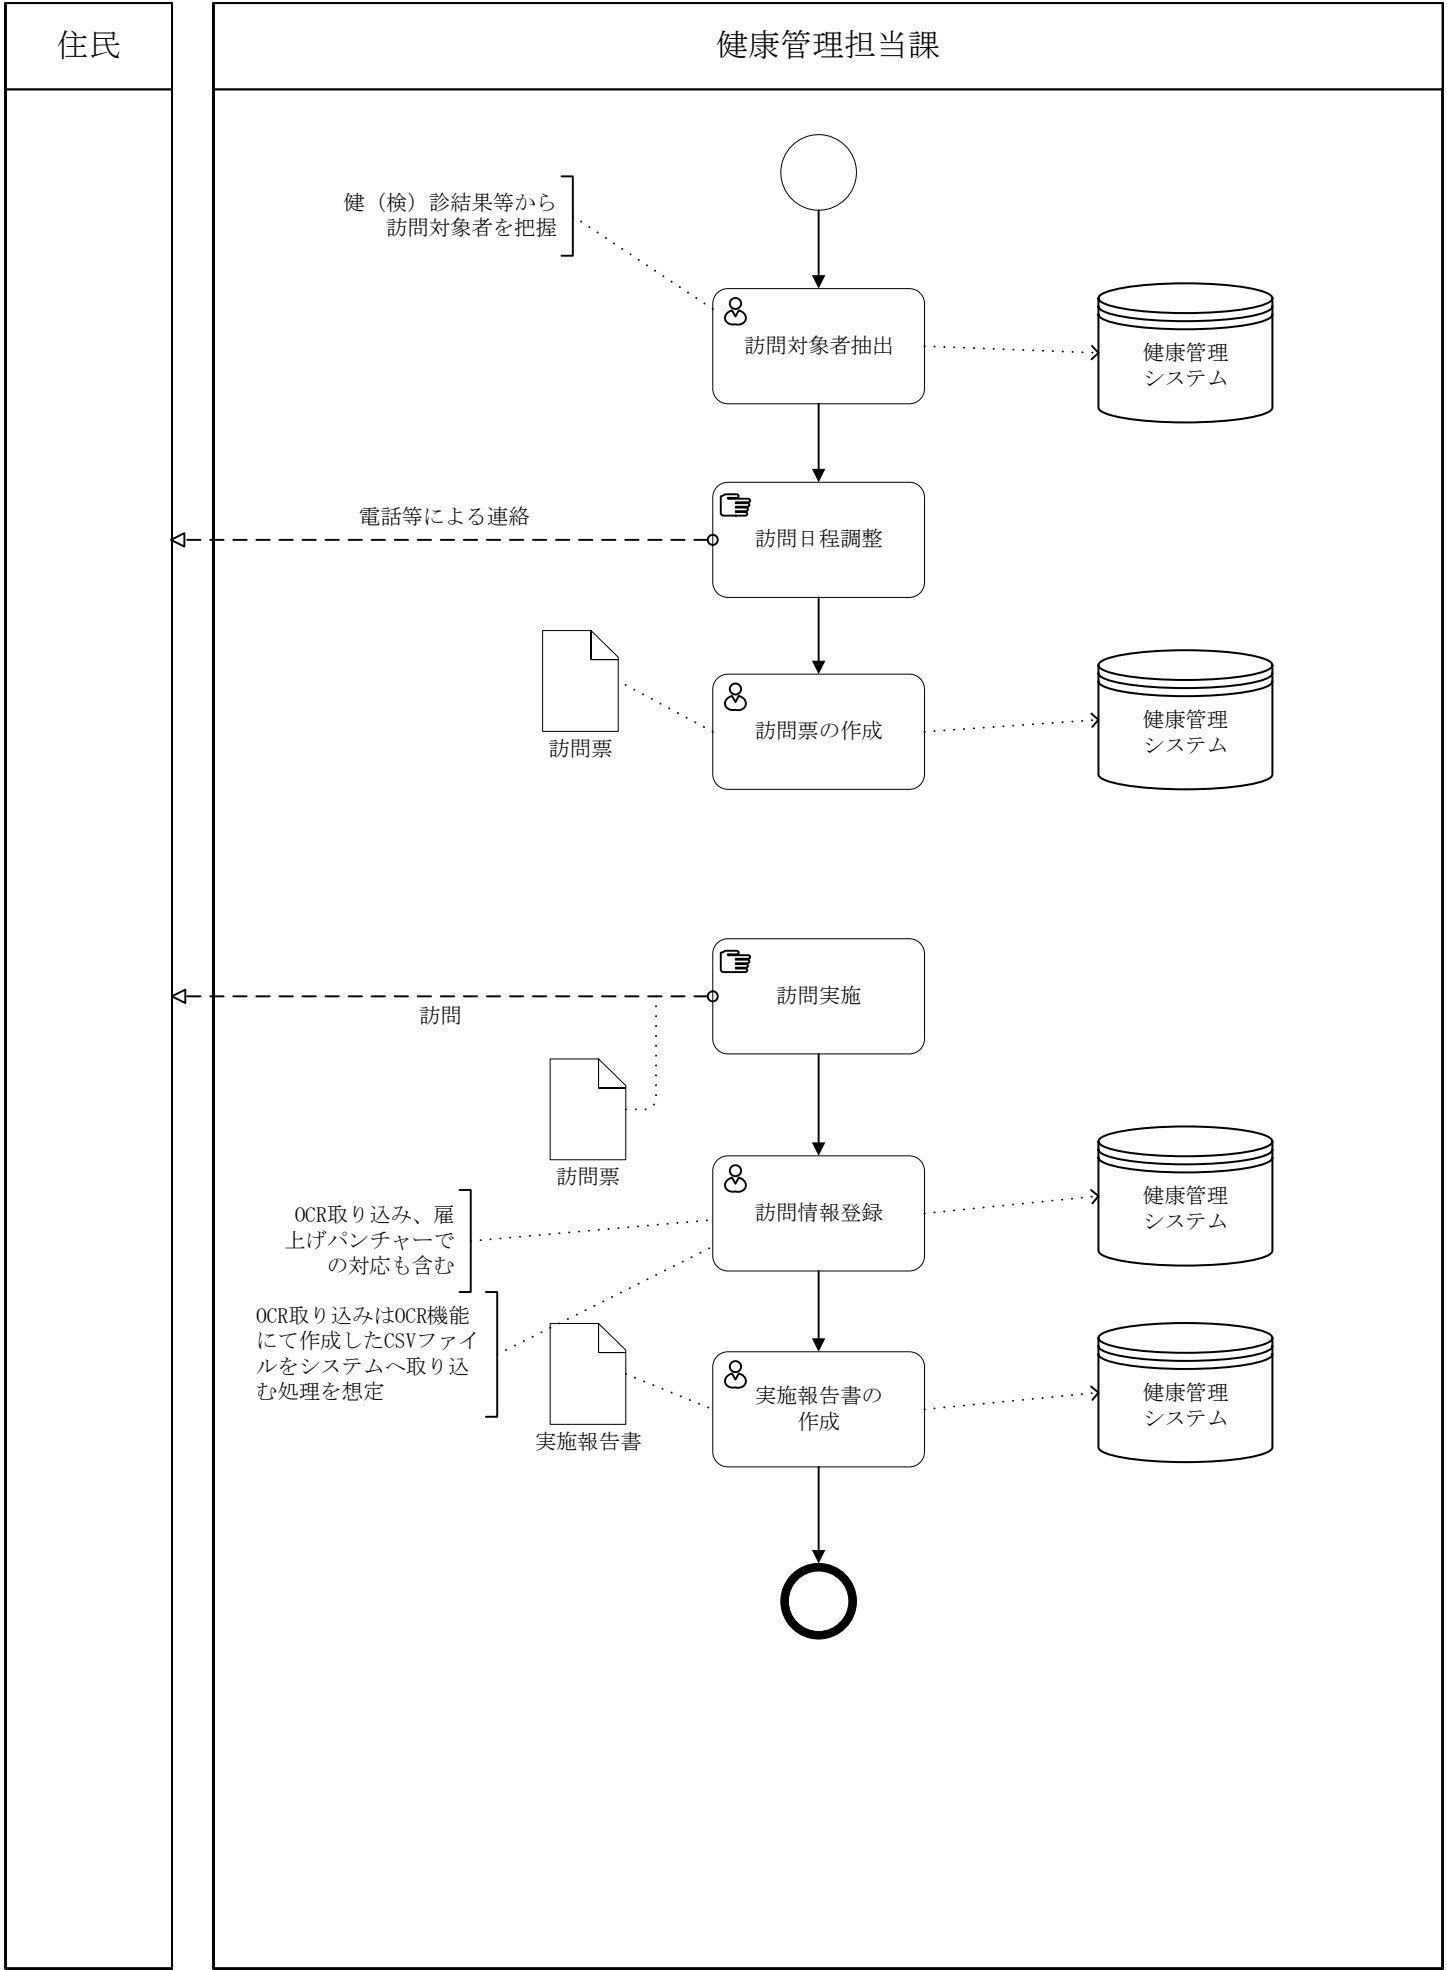 住民
健康管理担当課
健（検）診結果等から
訪問対象者を把握
訪問対象者抽出
健康管理
システム
電話等による連絡
訪問日程調整
訪問票
訪問票の作成
健康管理
システム
訪問実施
訪問
訪問票
OCR取り込み、雇
上げパンチャーで
の対応も含む
訪問情報登録
健康管理
システム
OCR取り込みはOCR機能
にて作成したCSVファイ
ルをシステムへ取り込
む処理を想定
実施報告書
実施報告書の
作成
健康管理
システム